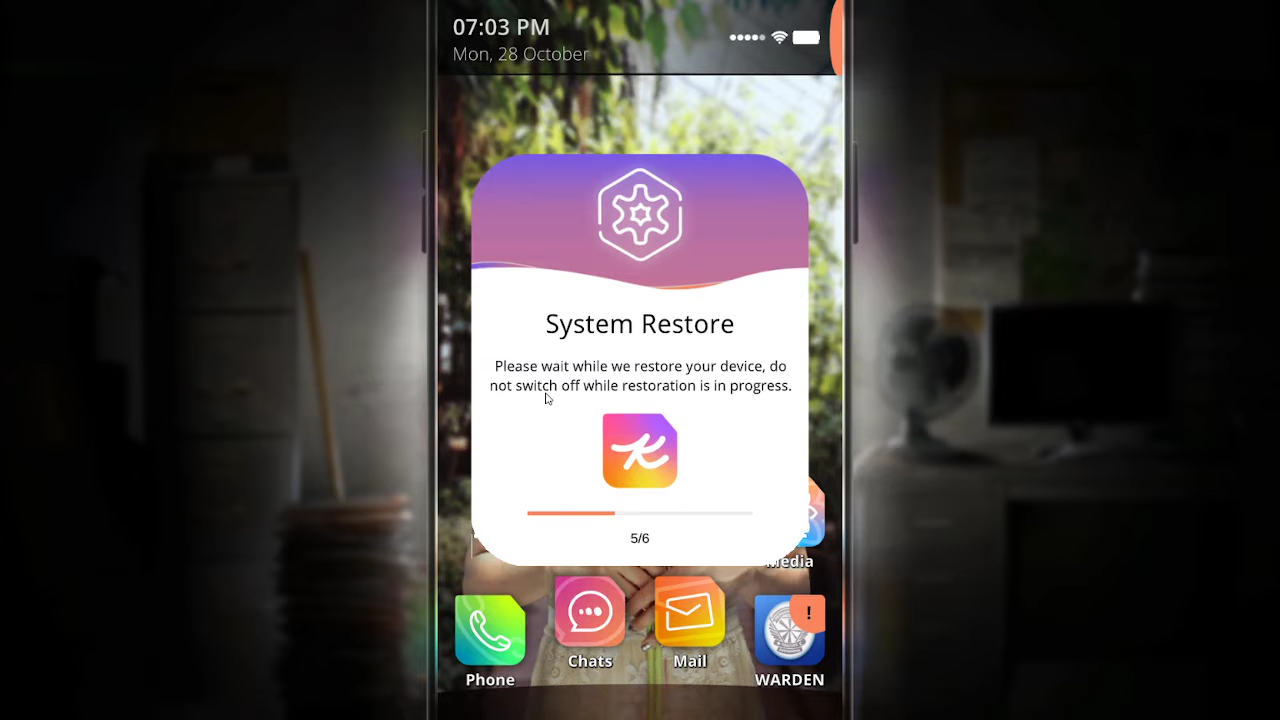 07:03 PM
Mon, 28 October
System Restore
Please wait while we restore your device, do
not switch off while restoration is in progress.
K
5/6
Media
!
Chats
Mail
Phone
WARDEN